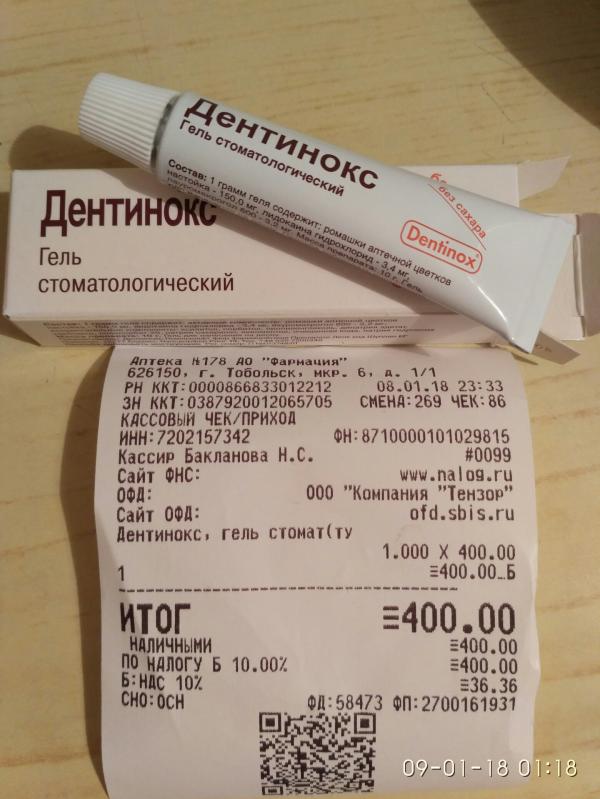 Дентинокс
Гель стоматологический
Состав: 1 грамм геля содержит: ромашки аптечной цветков
настойка - 150,0 мг, лидокаина гидрохлорид - 3,4 мг,
Масса препарата: 10 г. Гель
без сахара
Dentinox
Дентинокс
Гель
стоматологический
Аптека №178 АО "Фармация"
626150, г. Тобольск, мкр. 6, д. 1/1
РН ККТ:0000866833012212 08.01.18 23:33
ЗН ККТ:0387920012065705 СМЕНА:269 ЧЕК:86
КАССОВЫЙ ЧЕК/ПРИХОД
ИНН:7202157342 ФН:8710000101029815
Кассир Бакланова Н.С. #0099
Сайт ФНС: www.nalog.ru
ОФД: ООО "Компания "Тензор"
Сайт ОФД: ofd.sbis.ru
Дентинокс, гель стомат(ту
1.000 X 400.00
1 ≡400.00_Б
ИТОГ ≡400.00
НАЛИЧНЫМИ ≡400.00
ПО НАЛОГУ Б 10.00% ≡400.00
Б:НДС 10% ≡36.36
СНО:ОСН ФД:58473 ФП:2700161931
09-01-18 01:18